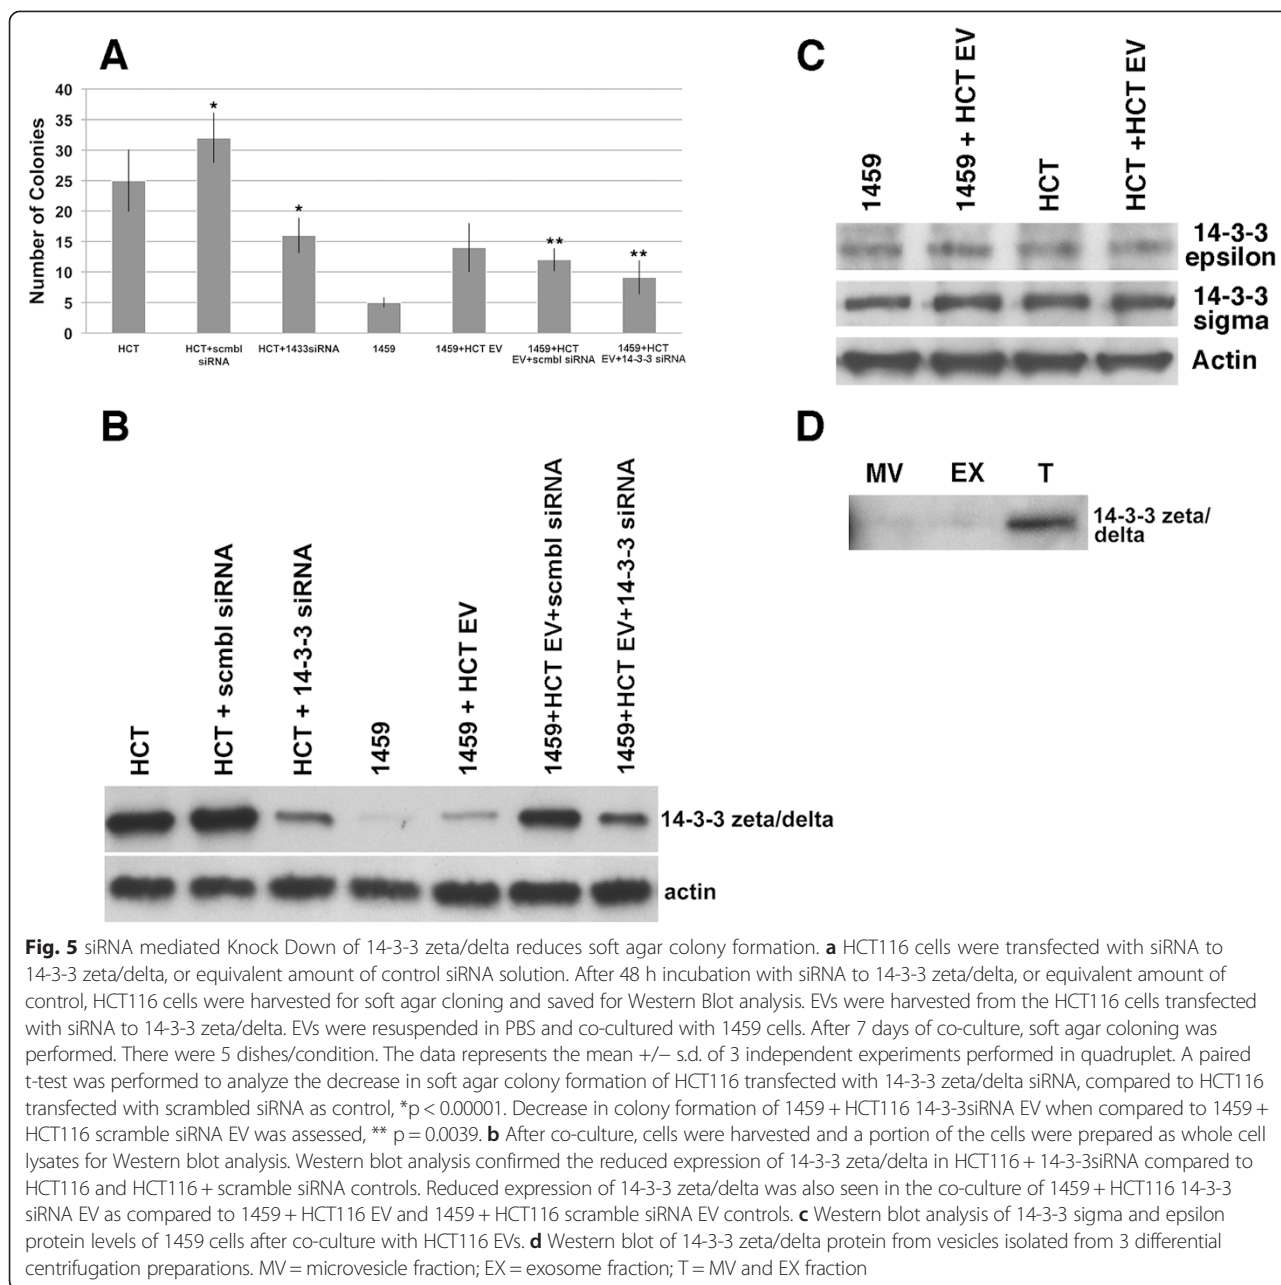 A
40
35
30
25
20
15
10
5
0
Number of Colonies
*
*
**
**
HCT
HCT+scmbl
siRNA
HCT+1433siRNA
1459
1459+HCT EV
1459+HCT
EV+scmbl siRNA
1459+HCT
EV+14-3-3 siRNA
C
1459
1459 + HCT EV
HCT
HCT +HCT EV
14-3-3
epsilon
14-3-3
sigma
Actin
B
HCT
HCT + scmbl siRNA
HCT + 14-3-3 siRNA
1459
1459 + HCT EV
1459+HCT EV+scmbl siRNA
1459+HCT EV+14-3-3 siRNA
14-3-3 zeta/delta
actin
D
MV
EX
T
14-3-3 zeta/
delta
Fig. 5 siRNA mediated Knock Down of 14-3-3 zeta/delta reduces soft agar colony formation. a HCT116 cells were transfected with siRNA to
14-3-3 zeta/delta, or equivalent amount of control siRNA solution. After 48 h incubation with siRNA to 14-3-3 zeta/delta, or equivalent amount of
control, HCT116 cells were harvested for soft agar cloning and saved for Western Blot analysis. EVs were harvested from the HCT116 cells transfected
with siRNA to 14-3-3 zeta/delta. EVs were resuspended in PBS and co-cultured with 1459 cells. After 7 days of co-culture, soft agar coloning was
performed. There were 5 dishes/condition. The data represents the mean +/− s.d. of 3 independent experiments performed in quadruplet. A paired
t-test was performed to analyze the decrease in soft agar colony formation of HCT116 transfected with 14-3-3 zeta/delta siRNA, compared to HCT116
transfected with scrambled siRNA as control, *p < 0.00001. Decrease in colony formation of 1459 + HCT116 14-3-3siRNA EV when compared to 1459 +
HCT116 scramble siRNA EV was assessed, ** p = 0.0039. b After co-culture, cells were harvested and a portion of the cells were prepared as whole cell
lysates for Western blot analysis. Western blot analysis confirmed the reduced expression of 14-3-3 zeta/delta in HCT116 + 14-3-3siRNA compared to
HCT116 and HCT116 + scramble siRNA controls. Reduced expression of 14-3-3 zeta/delta was also seen in the co-culture of 1459 + HCT116 14-3-3
siRNA EV as compared to 1459 + HCT116 EV and 1459 + HCT116 scramble siRNA EV controls. c Western blot analysis of 14-3-3 sigma and epsilon
protein levels of 1459 cells after co-culture with HCT116 EVs. d Western blot of 14-3-3 zeta/delta protein from vesicles isolated from 3 differential
centrifugation preparations. MV = microvesicle fraction; EX = exosome fraction; T = MV and EX fraction